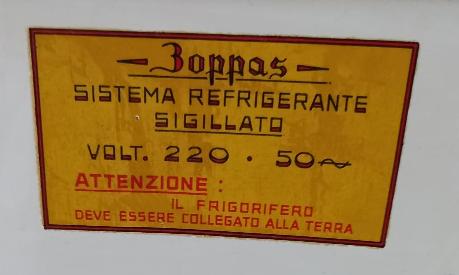 Zoppas
SISTEMA REFRIGERANTE
SIGILLATO
VOLT. 220 · 50~
ATTENZIONE :
IL FRIGORIFERO
DEVE ESSERE COLLEGATO ALLA TERRA